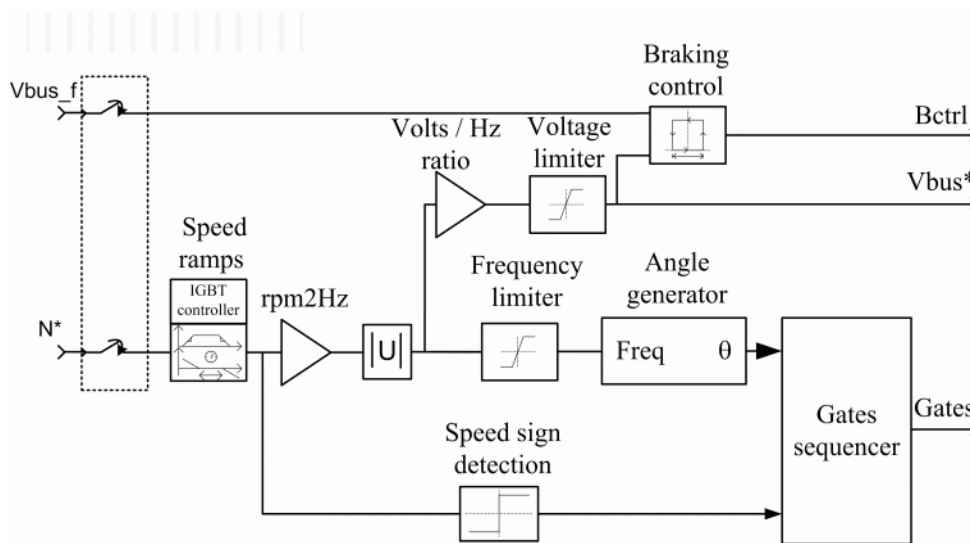 Braking
control
Vbus_f
Bctrl
Volts / Hz
ratio
Voltage
limiter
Vbus*
Speed
ramps
Frequency
limiter
Angle
generator
IGBT
controller
rpm2Hz
N*
|U|
Freq θ
Gates
Gates
sequencer
Speed sign
detection